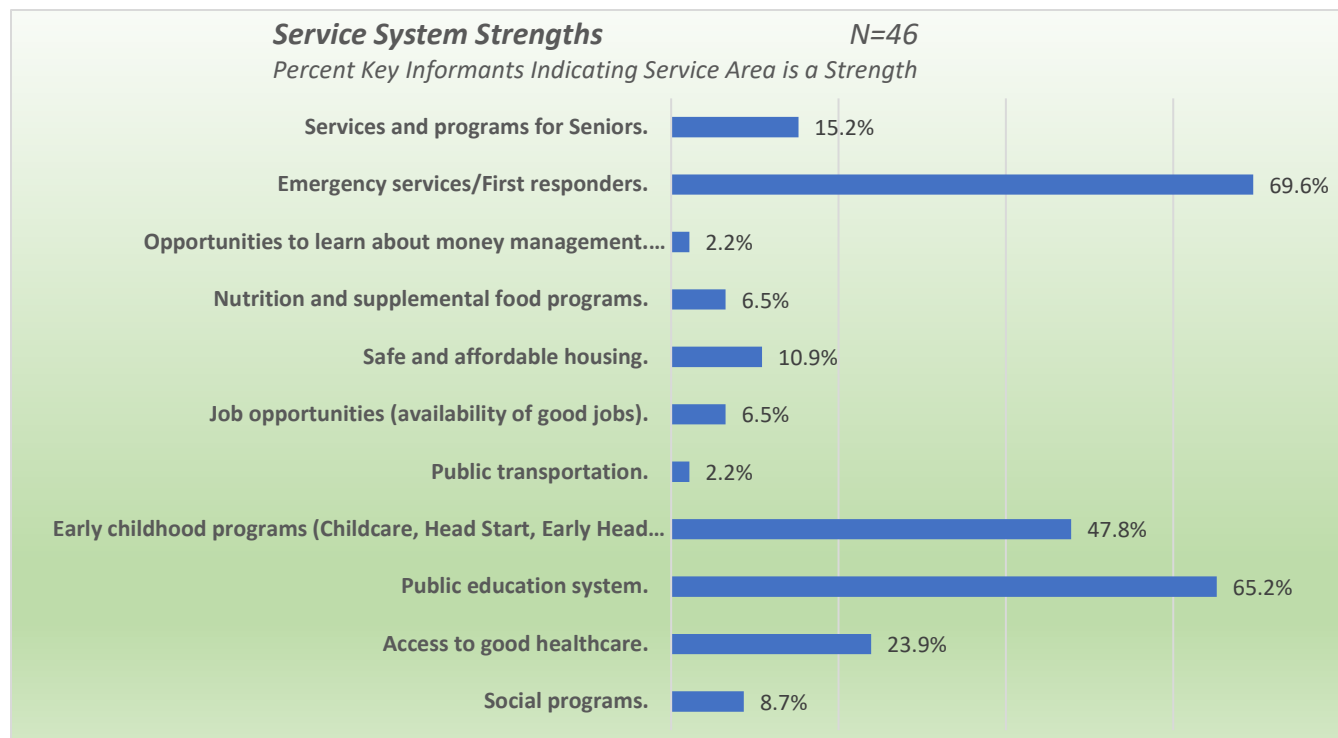 Service System Strengths N=46
Percent Key Informants Indicating Service Area is a Strength
Services and programs for Seniors. 15.2%
Emergency services/First responders. 69.6%
Opportunities to learn about money management.... 2.2%
Nutrition and supplemental food programs. 6.5%
Safe and affordable housing. 10.9%
Job opportunities (availability of good jobs). 6.5%
Public transportation. 2.2%
Early childhood programs (Childcare, Head Start, Early Head... 47.8%
Public education system. 65.2%
Access to good healthcare. 23.9%
Social programs. 8.7%